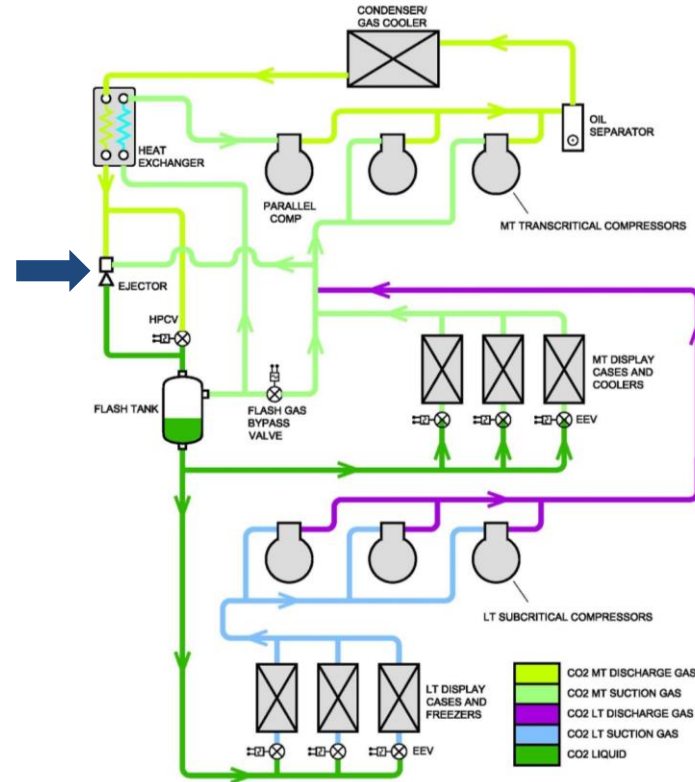 CONDENSER/
GAS COOLER
HEAT
EXCHANGER
OIL
SEPARATOR
PARALLEL
COMP
MT TRANSCRITICAL COMPRESSORS
EJECTOR
HPCV
FLASH TANK
FLASH GAS
BYPASS
VALVE
MT DISPLAY
CASES AND
COOLERS
EEV
LT SUBCRITICAL COMPRESSORS
LT DISPLAY
CASES AND
FREEZERS
EEV
CO2 MT DISCHARGE GAS
CO2 MT SUCTION GAS
CO2 LT DISCHARGE GAS
CO2 LT SUCTION GAS
CO2 LIQUID